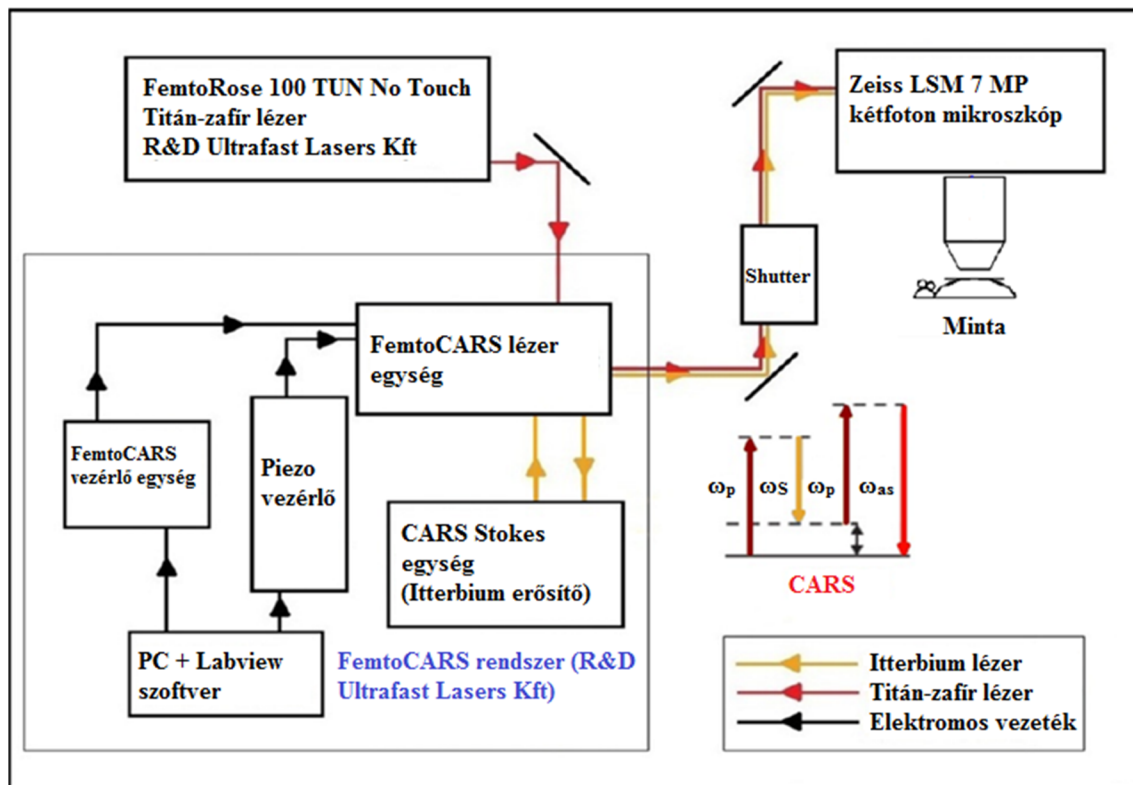 FemtoRose 100 TUN No Touch
Titán-zafír lézer
R&D Ultrafast Lasers Kft
Zeiss LSM 7 MP
kétfoton mikroszkóp
Shutter
Minta
FemtoCARS lézer
egység
FemtoCARS
vezérlő egység
Piezo
vezérlő
CARS Stokes
egység
(Itterbium erősítő)
PC + Labview
szoftver
FemtoCARS rendszer (R&D
Ultrafast Lasers Kft)
ωp ωS ωp ωas
CARS
Itterbium lézer
Titán-zafír lézer
Elektromos vezeték